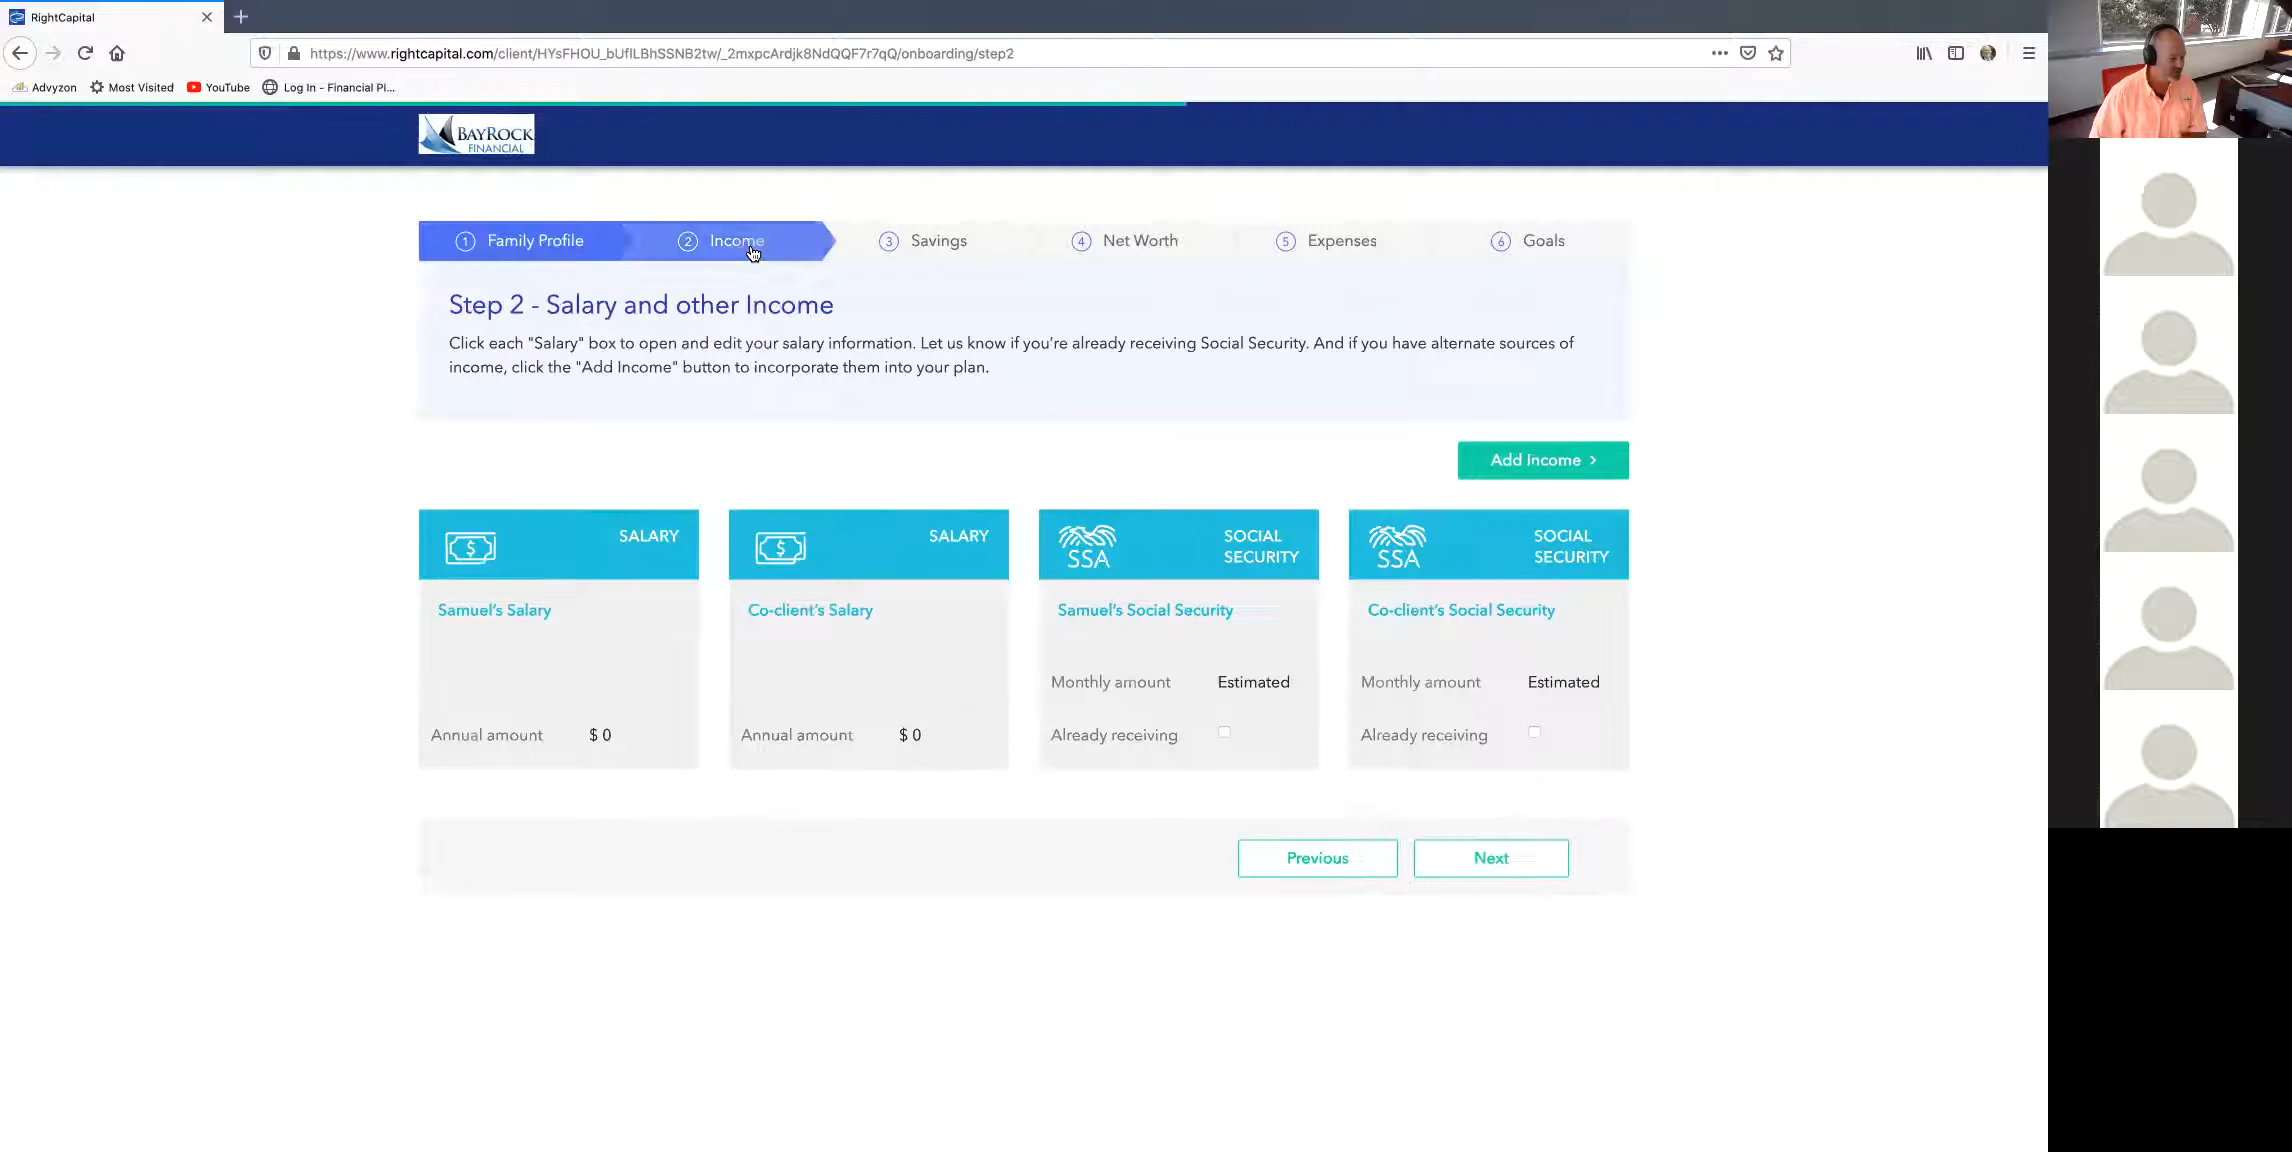 RightCapital
https://www.rightcapital.com/client/HYsFHOU_bUflLBhSSNB2tw/_2mxpcArdjk8NdQQF7r7qQ/onboarding/step2
Advyzon Most Visited YouTube Log In - Financial Pl...
BAYROCK
FINANCIAL
1 Family Profile 2 Income 3 Savings 4 Net Worth 5 Expenses 6 Goals
Step 2 - Salary and other Income
Click each "Salary" box to open and edit your salary information. Let us know if you're already receiving Social Security. And if you have alternate sources of
income, click the "Add Income" button to incorporate them into your plan.
Add Income >
$ SALARY
Samuel's Salary
Annual amount $ 0
$ SALARY
Co-client's Salary
Annual amount $ 0
SSA SOCIAL
SECURITY
Samuel's Social Security
Monthly amount Estimated
Already receiving
SSA SOCIAL
SECURITY
Co-client's Social Security
Monthly amount Estimated
Already receiving
Previous Next